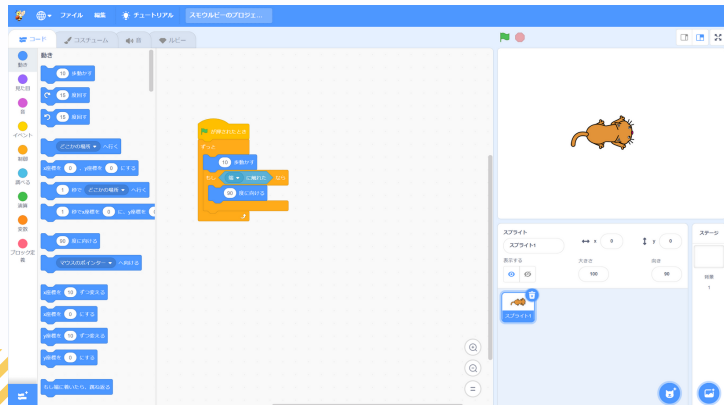 ファイル 編集 チュートリアル スモウルビーのプロジェ...
コード コスチューム 音 ルビー
動き
見た目
音
イベント
制御
調べる
演算
変数
ブロック定義
動き
10 歩動かす
15 度回す
15 度回す
どこかの場所 へ行く
x座標を 0 、y座標を 0 にする
1 秒で どこかの場所 へ行く
1 秒でx座標を 0 に、y座標を
90 度に向ける
マウスのポインター へ向ける
x座標を 10 ずつ変える
x座標を 0 にする
y座標を 10 ずつ変える
y座標を 0 にする
もし端に着いたら、跳ね返る
が押されたとき
ずっと
10 歩動かす
もし 端 に触れた なら
90 度に向ける
スプライト
スプライト1
x 0
y 0
表示する
大きさ
100
向き
90
スプライト1
ステージ
背景
1